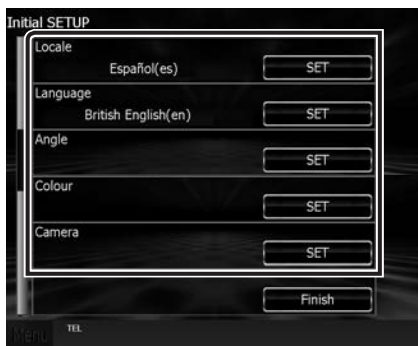 Initial SETUP
Locale
Español(es) SET
Language
British English(en) SET
Angle
SET
Colour
SET
Camera
SET
Finish
Menu TEL